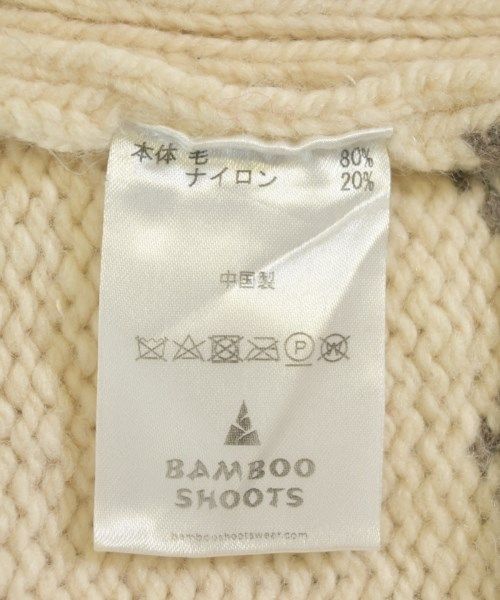 本体 毛 80%
ナイロン 20%
中国製
P W
BAMBOO
SHOOTS
bambooshootswear.com